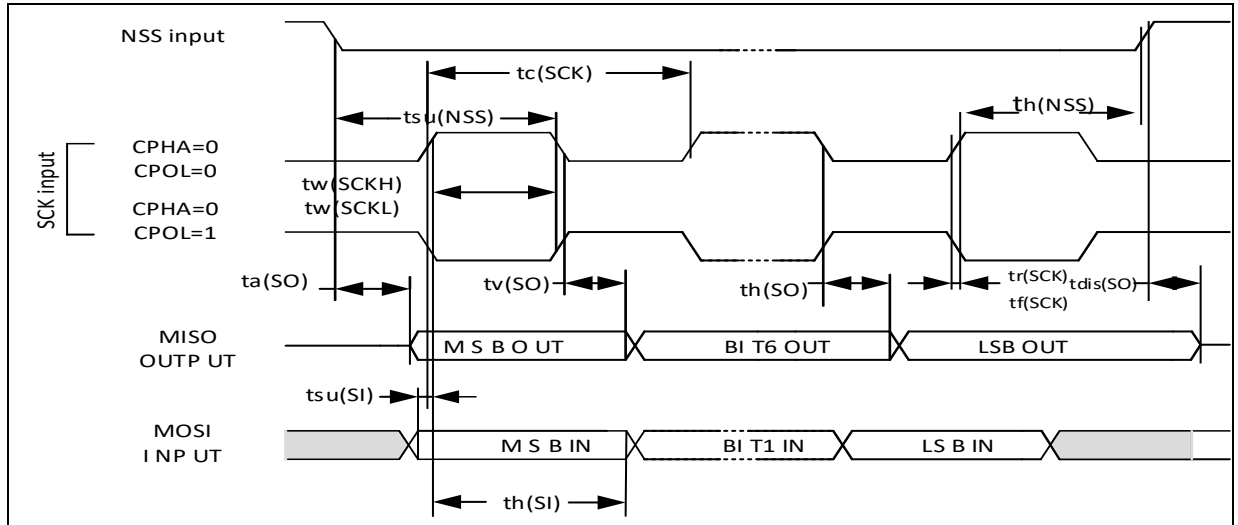 NSS input
tc(SCK)
tsu(NSS)
th(NSS)
SCK input
CPHA=0
CPOL=0
tw(SCKH)
CPHA=0
tw(SCKL)
CPOL=1
ta(SO)
tv(SO)
th(SO)
tr(SCK)
tdis(SO)
tf(SCK)
MISO
OUTP UT
M S B O UT
BI T6 OUT
LSB OUT
tsu(SI)
MOSI
I NP UT
M S B IN
BI T1 IN
LS B IN
th(SI)